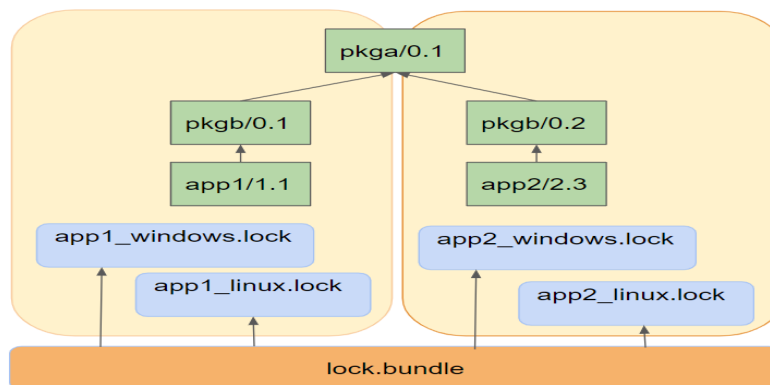 pkga/0.1
pkgb/0.1
pkgb/0.2
app1/1.1
app2/2.3
app1_windows.lock
app2_windows.lock
app1_linux.lock
app2_linux.lock
lock.bundle